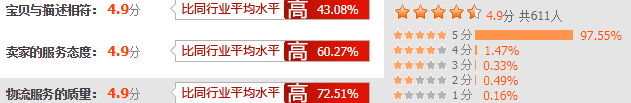 宝贝与描述相符： 4.9分 比同行业平均水平 高 43.08%
卖家的服务态度： 4.9分 比同行业平均水平 高 60.27%
物流服务的质量： 4.9分 比同行业平均水平 高 72.51%
4.9分 共611人
5分 97.55%
4分 1.47%
3分 0.33%
2分 0.49%
1分 0.16%